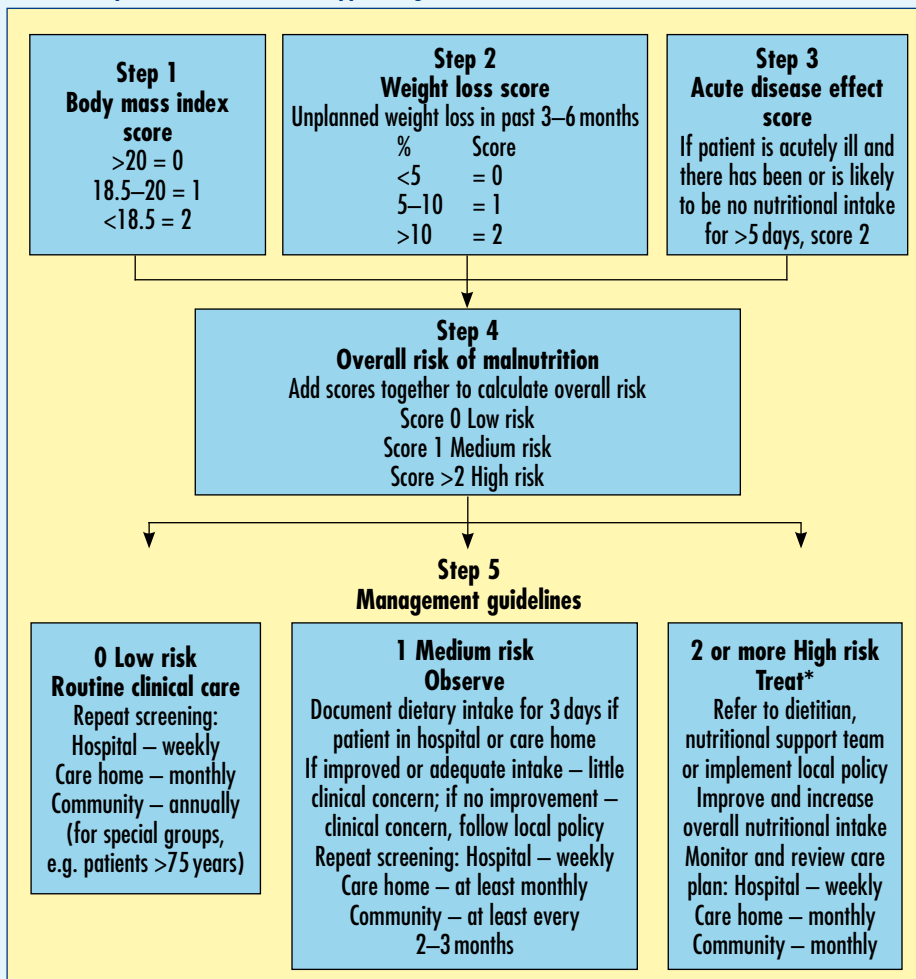 Step 1
Body mass index
score
>20 = 0
18.5–20 = 1
<18.5 = 2
Step 2
Weight loss score
Unplanned weight loss in past 3–6 months
% Score
<5 = 0
5–10 = 1
>10 = 2
Step 3
Acute disease effect
score
If patient is acutely ill and
there has been or is likely
to be no nutritional intake
for >5 days, score 2
Step 4
Overall risk of malnutrition
Add scores together to calculate overall risk
Score 0 Low risk
Score 1 Medium risk
Score >2 High risk
Step 5
Management guidelines
0 Low risk
Routine clinical care
Repeat screening:
Hospital – weekly
Care home – monthly
Community – annually
(for special groups,
e.g. patients >75 years)
1 Medium risk
Observe
Document dietary intake for 3 days if
patient in hospital or care home
If improved or adequate intake – little
clinical concern; if no improvement –
clinical concern, follow local policy
Repeat screening: Hospital – weekly
Care home – at least monthly
Community – at least every
2–3 months
2 or more High risk
Treat*
Refer to dietitian,
nutritional support team
or implement local policy
Improve and increase
overall nutritional intake
Monitor and review care
plan: Hospital – weekly
Care home – monthly
Community – monthly